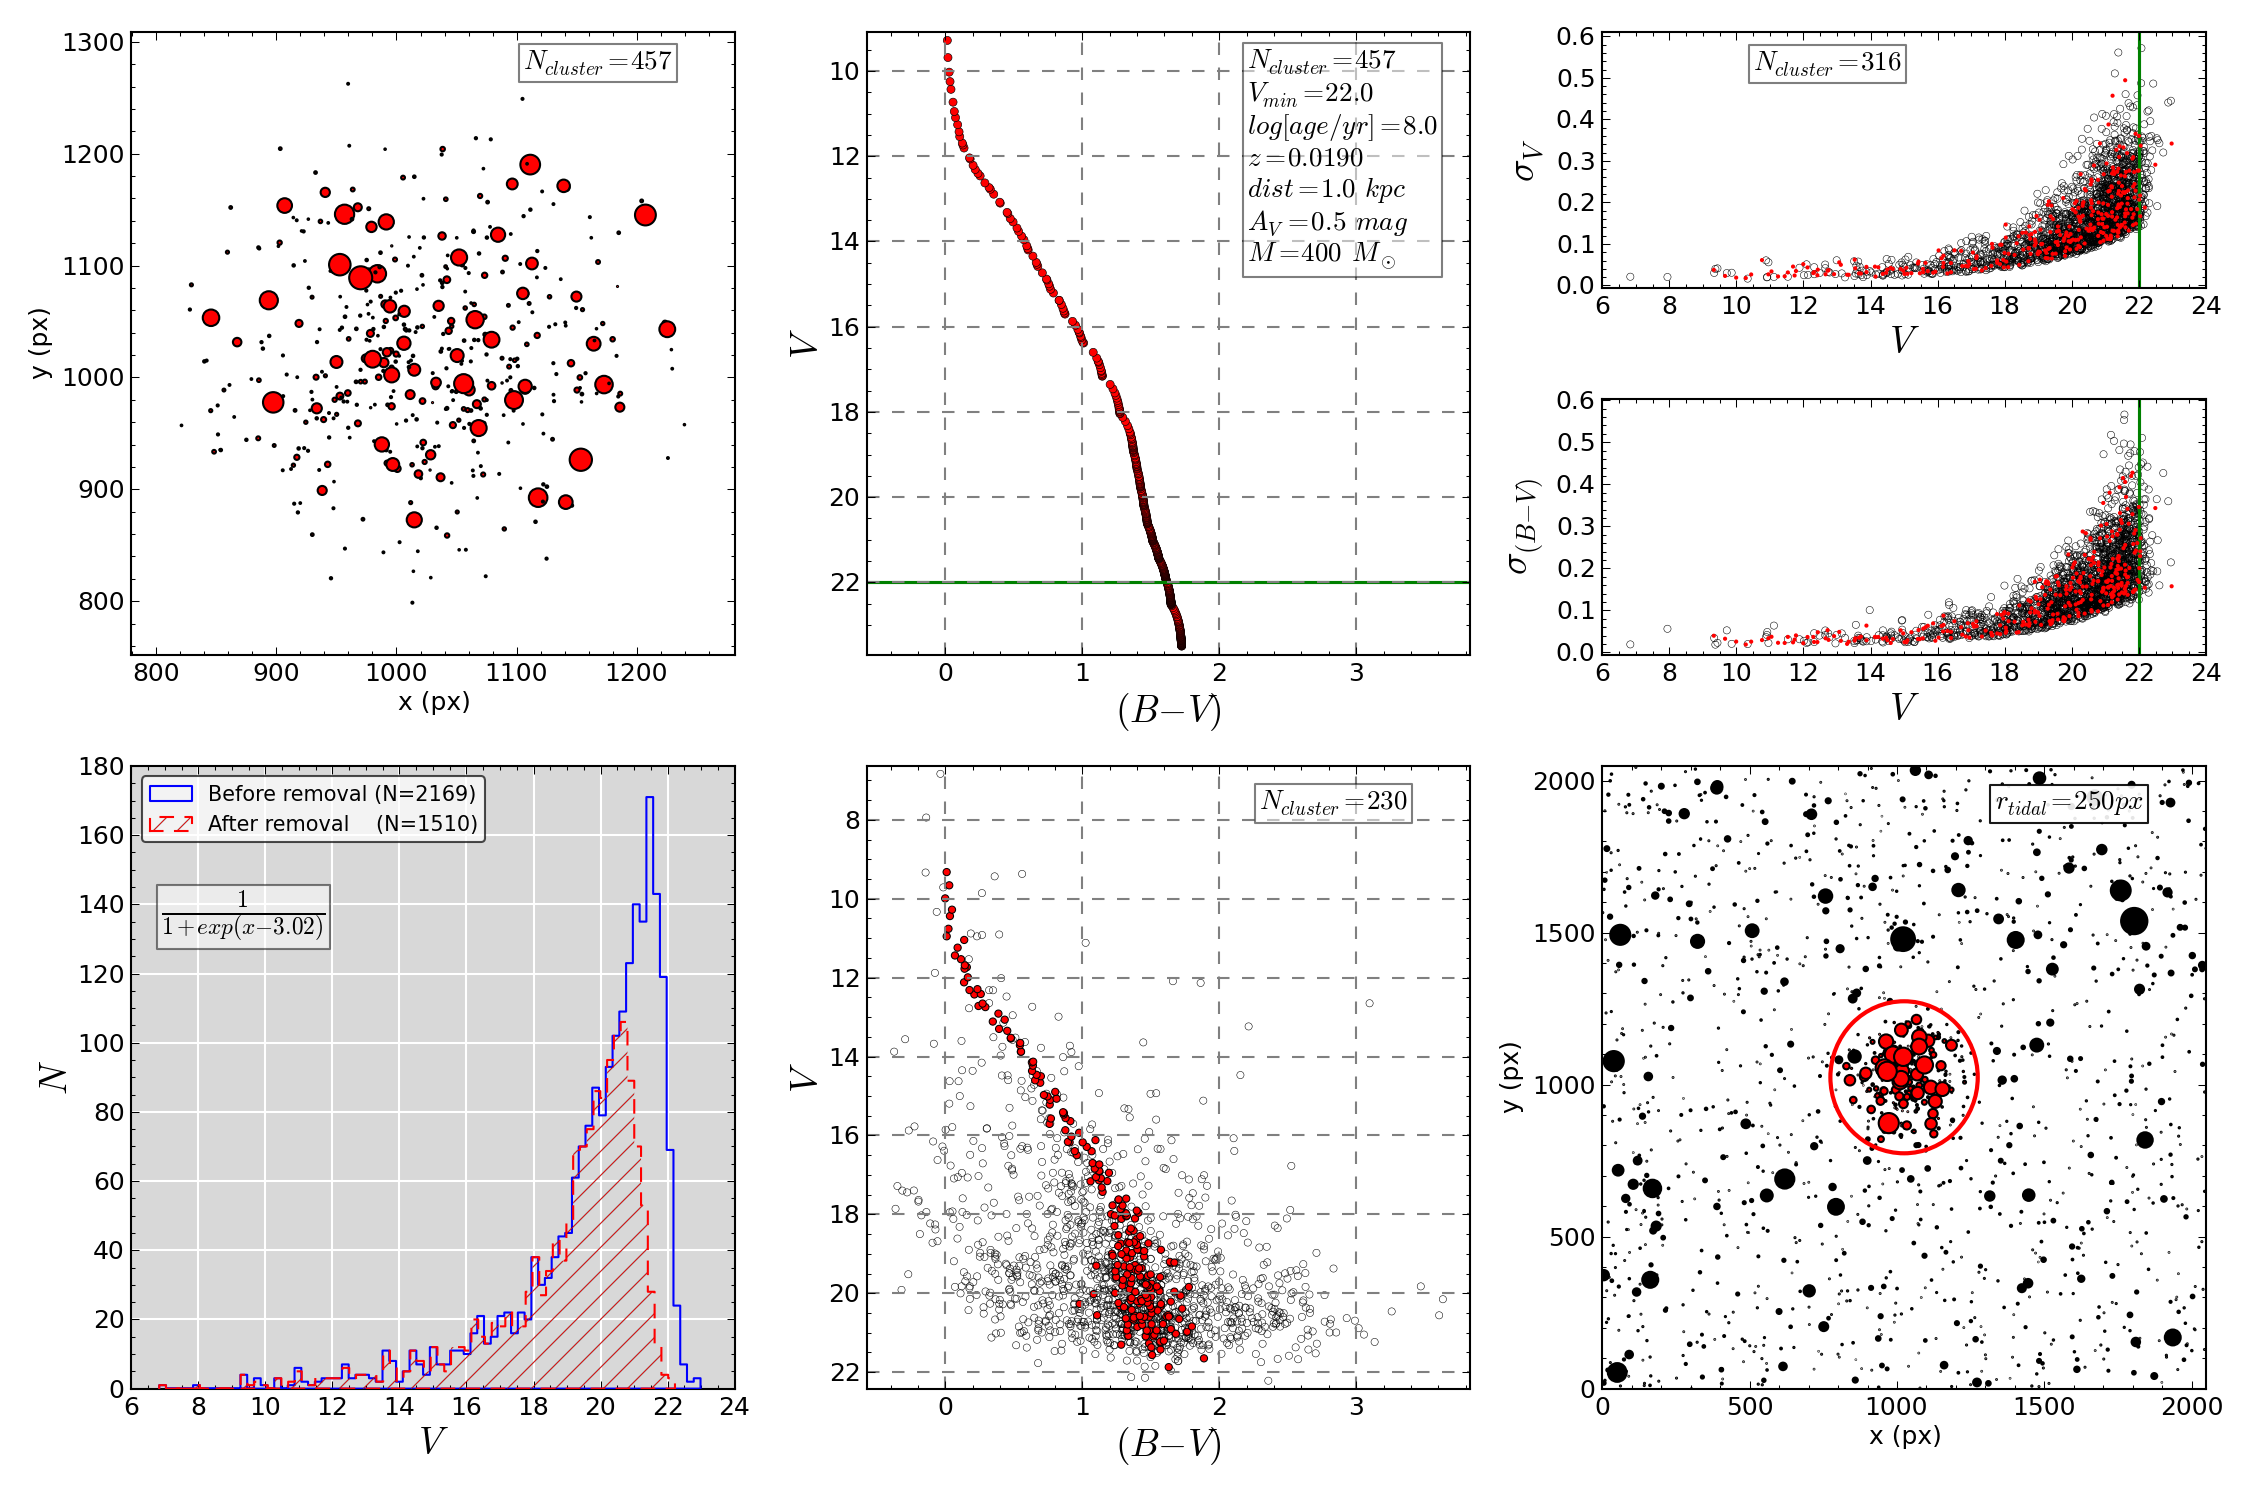 N_cluster=457
1300
1200
1100
1000
900
800
y (px)
800 900 1000 1100 1200
x (px)
N_cluster=457
V_min=22.0
log[age/yr]=8.0
z=0.0190
dist=1.0 kpc
A_V=0.5 mag
M=400 M_⊙
10
12
14
16
18
20
22
V
0 1 2 3
(B−V)
N_cluster=316
0.6
0.5
0.4
0.3
0.2
0.1
0.0
σ_V
6 8 10 12 14 16 18 20 22 24
V
0.6
0.5
0.4
0.3
0.2
0.1
0.0
σ_(B−V)
6 8 10 12 14 16 18 20 22 24
V
Before removal (N=2169)
After removal (N=1510)
1
1+exp(x−3.02)
180
160
140
120
100
80
60
40
20
0
N
6 8 10 12 14 16 18 20 22 24
V
N_cluster=230
8
10
12
14
16
18
20
22
V
0 1 2 3
(B−V)
r_tidal=250px
2000
1500
1000
500
0
y (px)
0 500 1000 1500 2000
x (px)